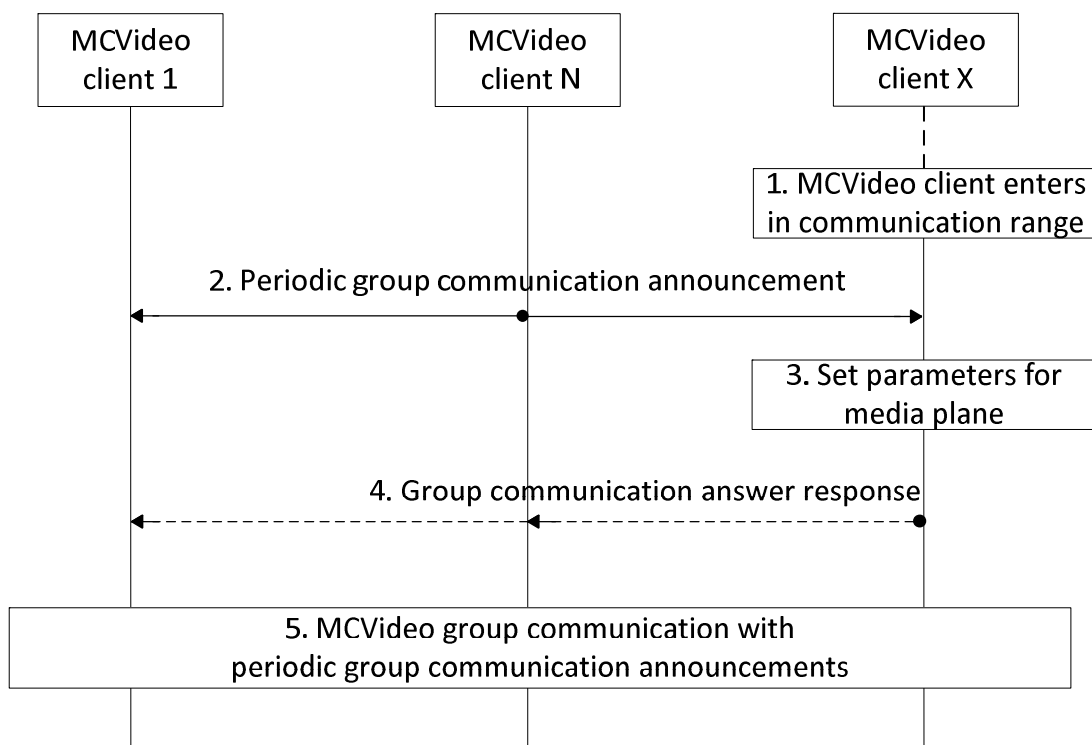 MCVideo
client 1
MCVideo
client N
MCVideo
client X
1. MCVideo client enters
in communication range
2. Periodic group communication announcement
3. Set parameters for
media plane
4. Group communication answer response
5. MCVideo group communication with
periodic group communication announcements